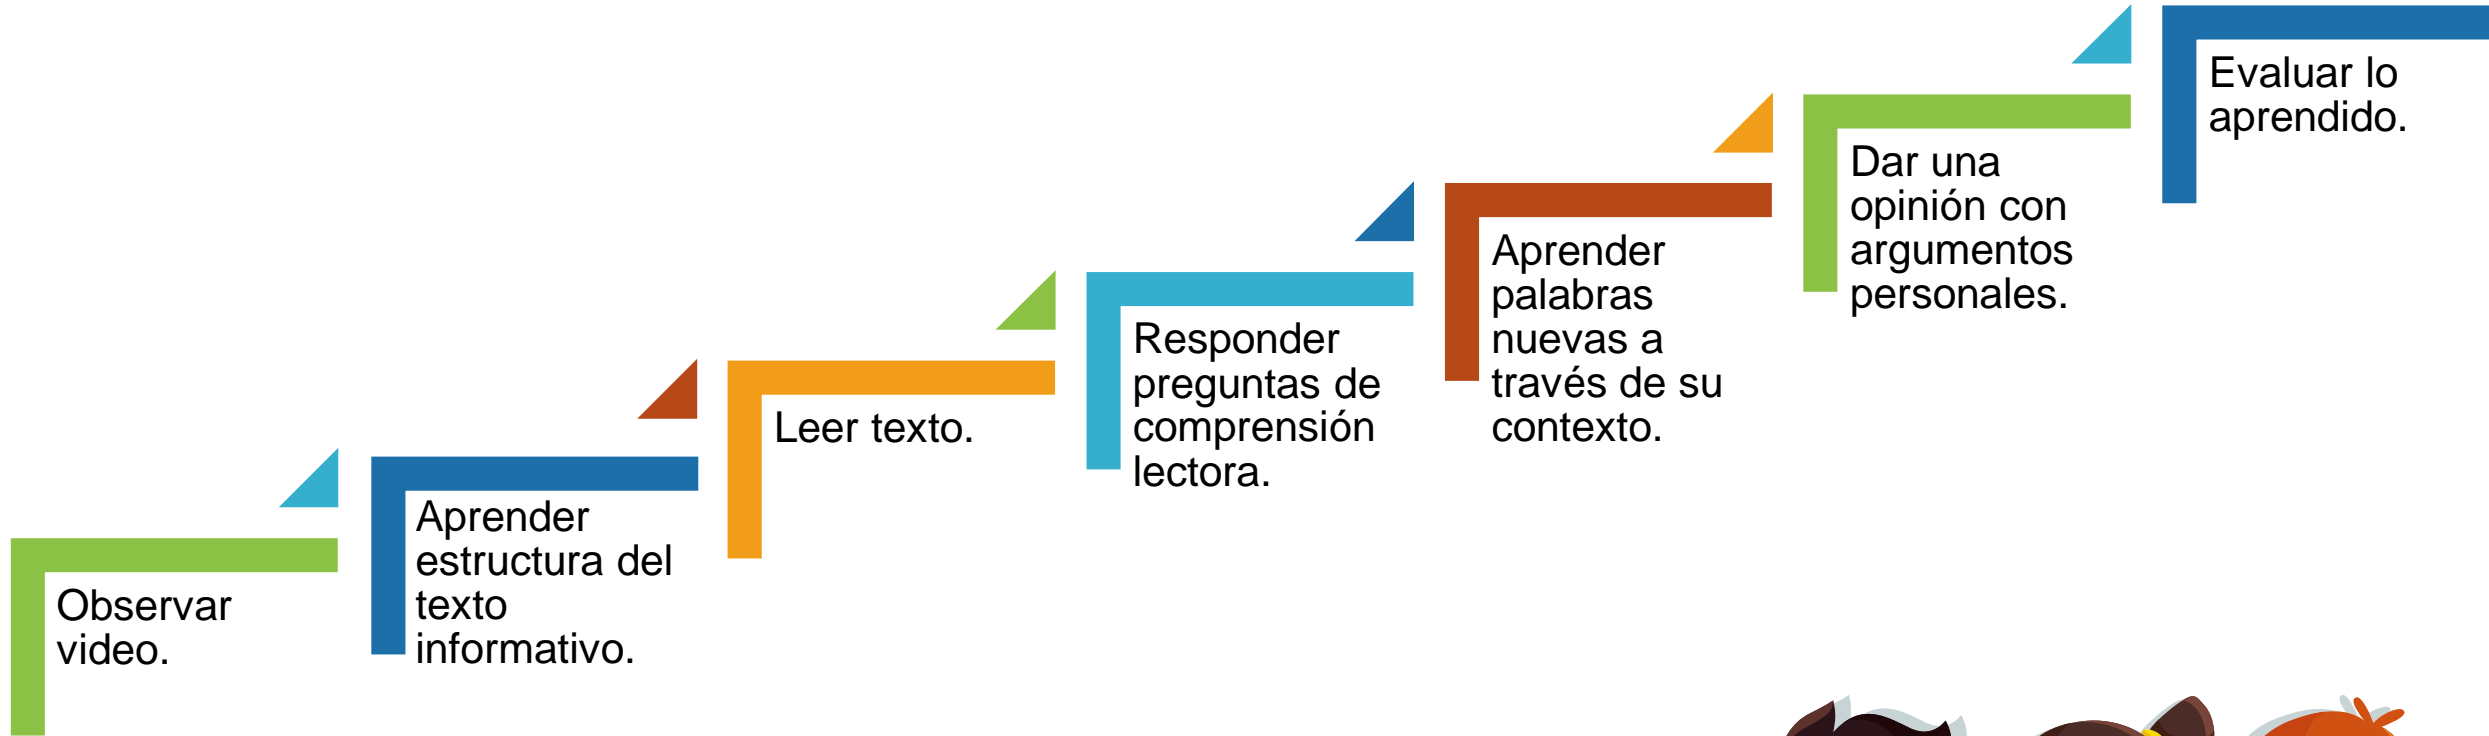 Observar
video.
Aprender
estructura del
texto
informativo.
Leer texto.
Responder
preguntas de
comprensión
lectora.
Aprender
palabras
nuevas a
través de su
contexto.
Dar una
opinión con
argumentos
personales.
Evaluar lo
aprendido.